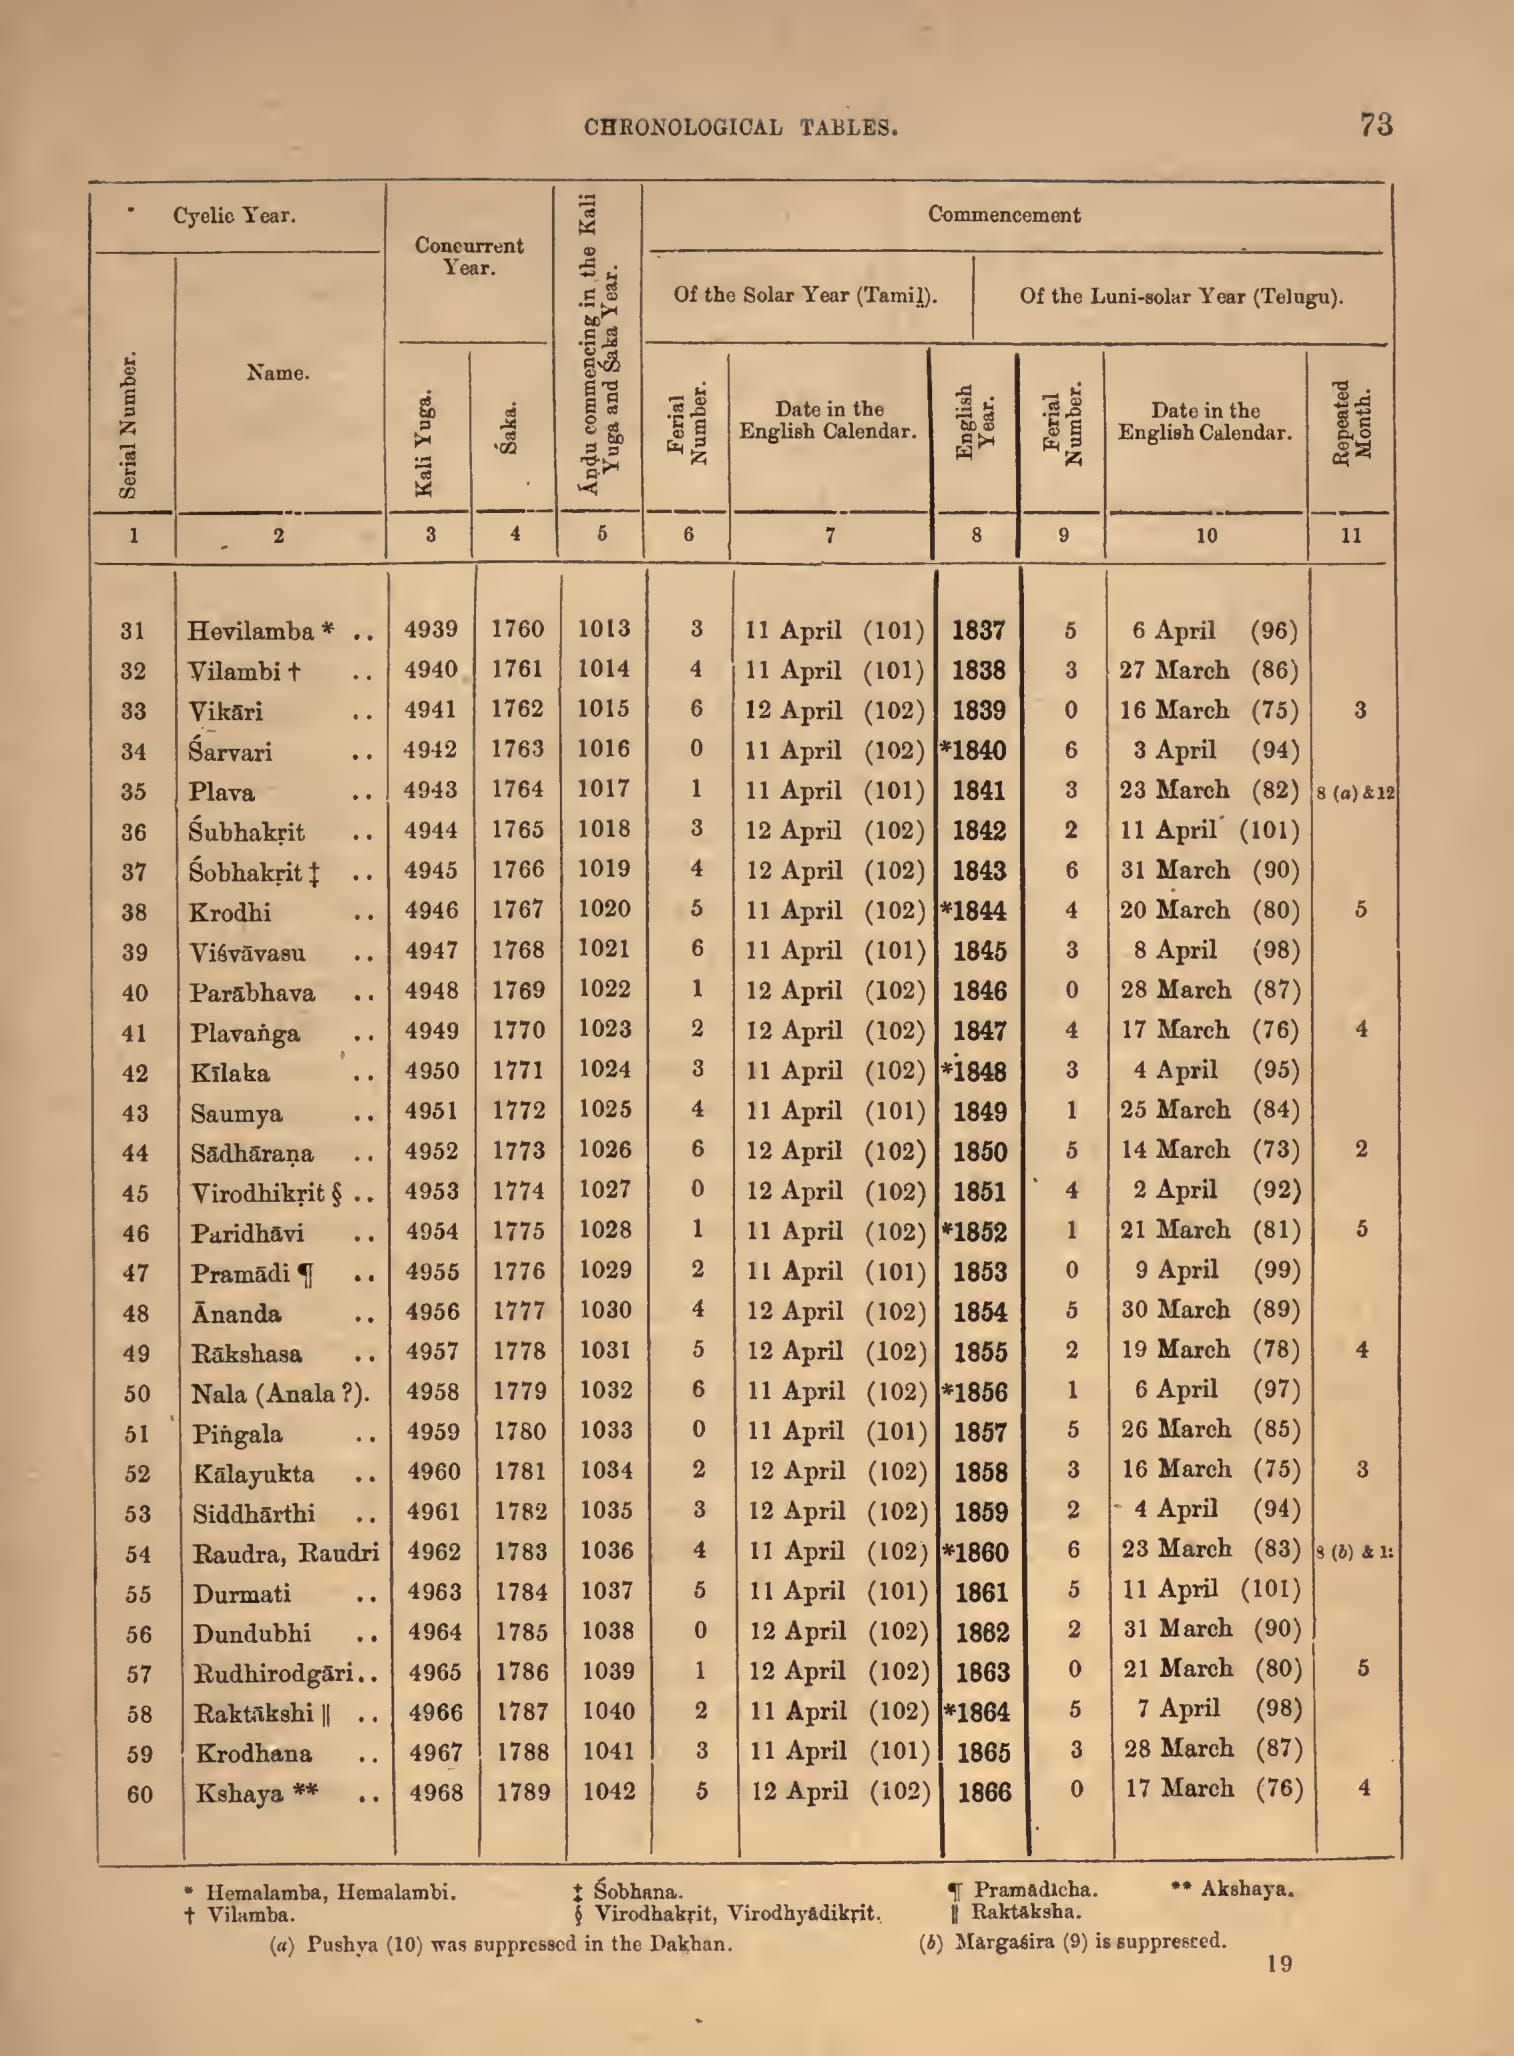 CHRONOLOGICAL TABLES. 73
Cyclic Year.
Concurrent
Year.
Āṇḍu commencing in the Kali
Yuga and Śaka Year.
Commencement
Of the Solar Year (Tamiḻ).
Of the Luni-solar Year (Telugu).
Serial Number.
Name.
Kali Yuga.
Śaka.
Ferial
Number.
Date in the
English Calendar.
English
Year.
Ferial
Number.
Date in the
English Calendar.
Repeated
Month.
1 2 3 4 5 6 7 8 9 10 11
31 Hevilamba * .. 4939 1760 1013 3 11 April (101) 1837 5 6 April (96)
32 Vilambi † .. 4940 1761 1014 4 11 April (101) 1838 3 27 March (86)
33 Vikāri .. 4941 1762 1015 6 12 April (102) 1839 0 16 March (75) 3
34 Śarvari .. 4942 1763 1016 0 11 April (102) *1840 6 3 April (94)
35 Plava .. 4943 1764 1017 1 11 April (101) 1841 3 23 March (82) 8 (a) & 12
36 Śubhakṛit .. 4944 1765 1018 3 12 April (102) 1842 2 11 April (101)
37 Śobhakṛit ‡ .. 4945 1766 1019 4 12 April (102) 1843 6 31 March (90)
38 Krodhi .. 4946 1767 1020 5 11 April (102) *1844 4 20 March (80) 5
39 Viśvāvasu .. 4947 1768 1021 6 11 April (101) 1845 3 8 April (98)
40 Parābhava .. 4948 1769 1022 1 12 April (102) 1846 0 28 March (87)
41 Plavaṅga .. 4949 1770 1023 2 12 April (102) 1847 4 17 March (76) 4
42 Kīlaka .. 4950 1771 1024 3 11 April (102) *1848 3 4 April (95)
43 Saumya .. 4951 1772 1025 4 11 April (101) 1849 1 25 March (84)
44 Sādhāraṇa .. 4952 1773 1026 6 12 April (102) 1850 5 14 March (73) 2
45 Virodhikṛit § .. 4953 1774 1027 0 12 April (102) 1851 4 2 April (92)
46 Paridhāvi .. 4954 1775 1028 1 11 April (102) *1852 1 21 March (81) 5
47 Pramādi ¶ .. 4955 1776 1029 2 11 April (101) 1853 0 9 April (99)
48 Ānanda .. 4956 1777 1030 4 12 April (102) 1854 5 30 March (89)
49 Rākshasa .. 4957 1778 1031 5 12 April (102) 1855 2 19 March (78) 4
50 Nala (Anala ?). 4958 1779 1032 6 11 April (102) *1856 1 6 April (97)
51 Piṅgala .. 4959 1780 1033 0 11 April (101) 1857 5 26 March (85)
52 Kālayukta .. 4960 1781 1034 2 12 April (102) 1858 3 16 March (75) 3
53 Siddhārthi .. 4961 1782 1035 3 12 April (102) 1859 2 4 April (94)
54 Raudra, Raudri 4962 1783 1036 4 11 April (102) *1860 6 23 March (83) 8 (b) &
55 Durmati .. 4963 1784 1037 5 11 April (101) 1861 5 11 April (101)
56 Dundubhi .. 4964 1785 1038 0 12 April (102) 1862 2 31 March (90)
57 Rudhirodgāri.. 4965 1786 1039 1 12 April (102) 1863 0 21 March (80) 5
58 Raktākshi ‖ .. 4966 1787 1040 2 11 April (102) *1864 5 7 April (98)
59 Krodhana .. 4967 1788 1041 3 11 April (101) 1865 3 28 March (87)
60 Kshaya ** .. 4968 1789 1042 5 12 April (102) 1866 0 17 March (76) 4
* Hemalamba, Hemalambi. ‡ Śobhana. ¶ Pramādicha. ** Akshaya.
† Vilamba. § Virodhakṛit, Virodhyādikṛit. ‖ Raktāksha.
(a) Pushya (10) was suppressed in the Dakhan. (b) Mārgaśira (9) is suppressed.
19